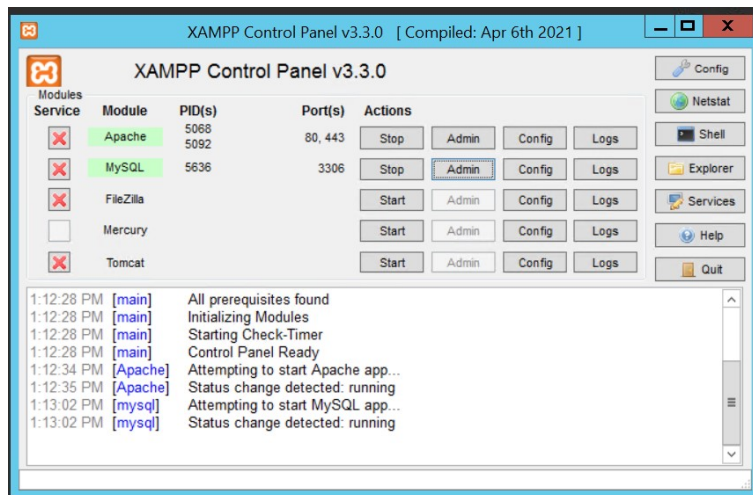 XAMPP Control Panel v3.3.0 [ Compiled: Apr 6th 2021 ]
XAMPP Control Panel v3.3.0
Modules
Service Module PID(s) Port(s) Actions
Apache 5068 5092 80, 443 Stop Admin Config Logs
MySQL 5636 3306 Stop Admin Config Logs
FileZilla Start Admin Config Logs
Mercury Start Admin Config Logs
Tomcat Start Admin Config Logs
Config
Netstat
Shell
Explorer
Services
Help
Quit
1:12:28 PM [main] All prerequisites found
1:12:28 PM [main] Initializing Modules
1:12:28 PM [main] Starting Check-Timer
1:12:28 PM [main] Control Panel Ready
1:12:34 PM [Apache] Attempting to start Apache app...
1:12:35 PM [Apache] Status change detected: running
1:13:02 PM [mysql] Attempting to start MySQL app...
1:13:02 PM [mysql] Status change detected: running